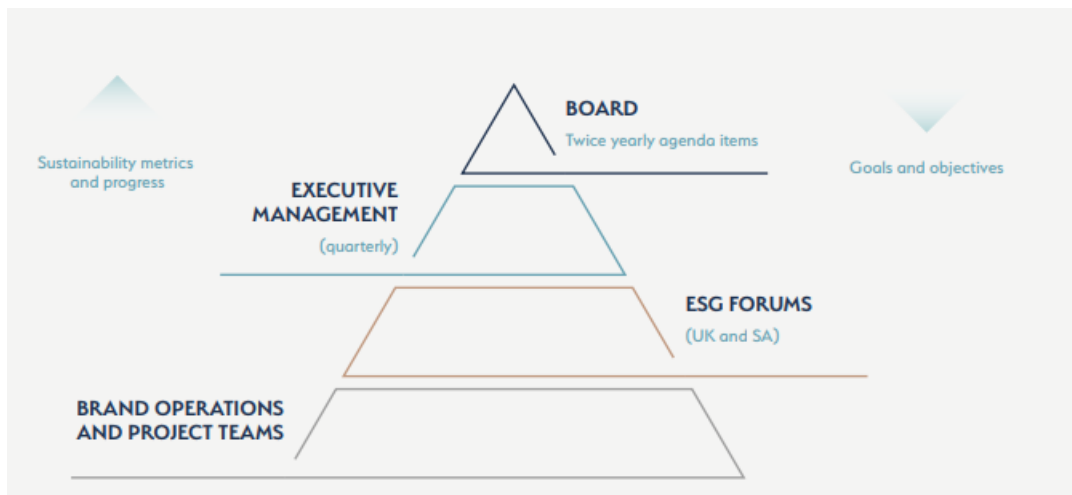 BOARD
Twice yearly agenda items
Sustainability metrics
and progress
Goals and objectives
EXECUTIVE
MANAGEMENT
(quarterly)
ESG FORUMS
(UK and SA)
BRAND OPERATIONS
AND PROJECT TEAMS